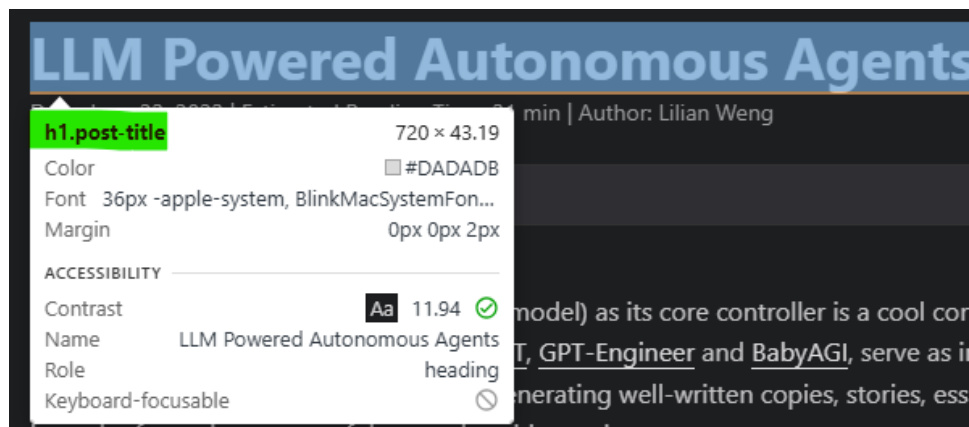 LLM Powered Autonomous Agents
min | Author: Lilian Weng
h1.post-title 720 × 43.19
Color #DADADB
Font 36px -apple-system, BlinkMacSystemFon...
Margin 0px 0px 2px
ACCESSIBILITY
Contrast Aa 11.94
model) as its core controller is a cool
Name LLM Powered Autonomous Agents
T, GPT-Engineer and BabyAGI, serve as
Role heading
Keyboard-focusable
enerating well-written copies, stories,